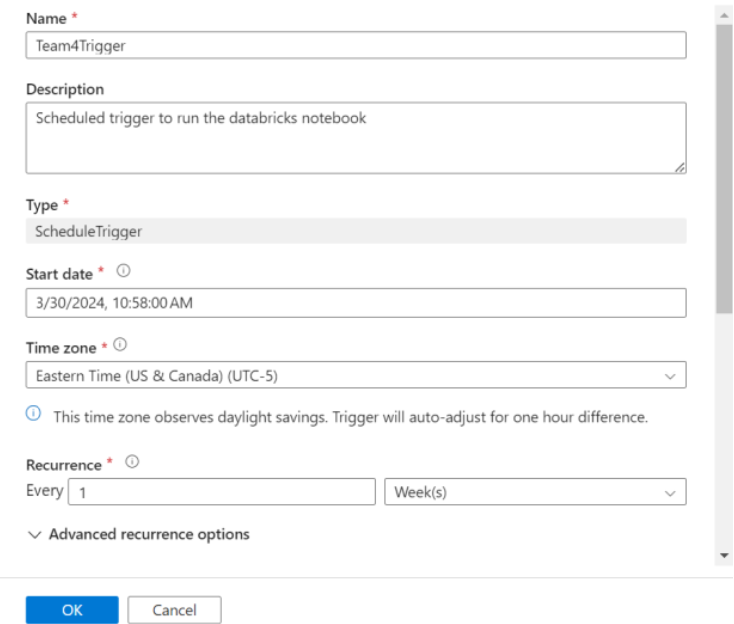 Name *
Team4Trigger
Description
Scheduled trigger to run the databricks notebook
Type *
ScheduleTrigger
Start date *
3/30/2024, 10:58:00 AM
Time zone *
Eastern Time (US & Canada) (UTC-5)
This time zone observes daylight savings. Trigger will auto-adjust for one hour difference.
Recurrence *
Every 1 Week(s)
Advanced recurrence options
OK Cancel